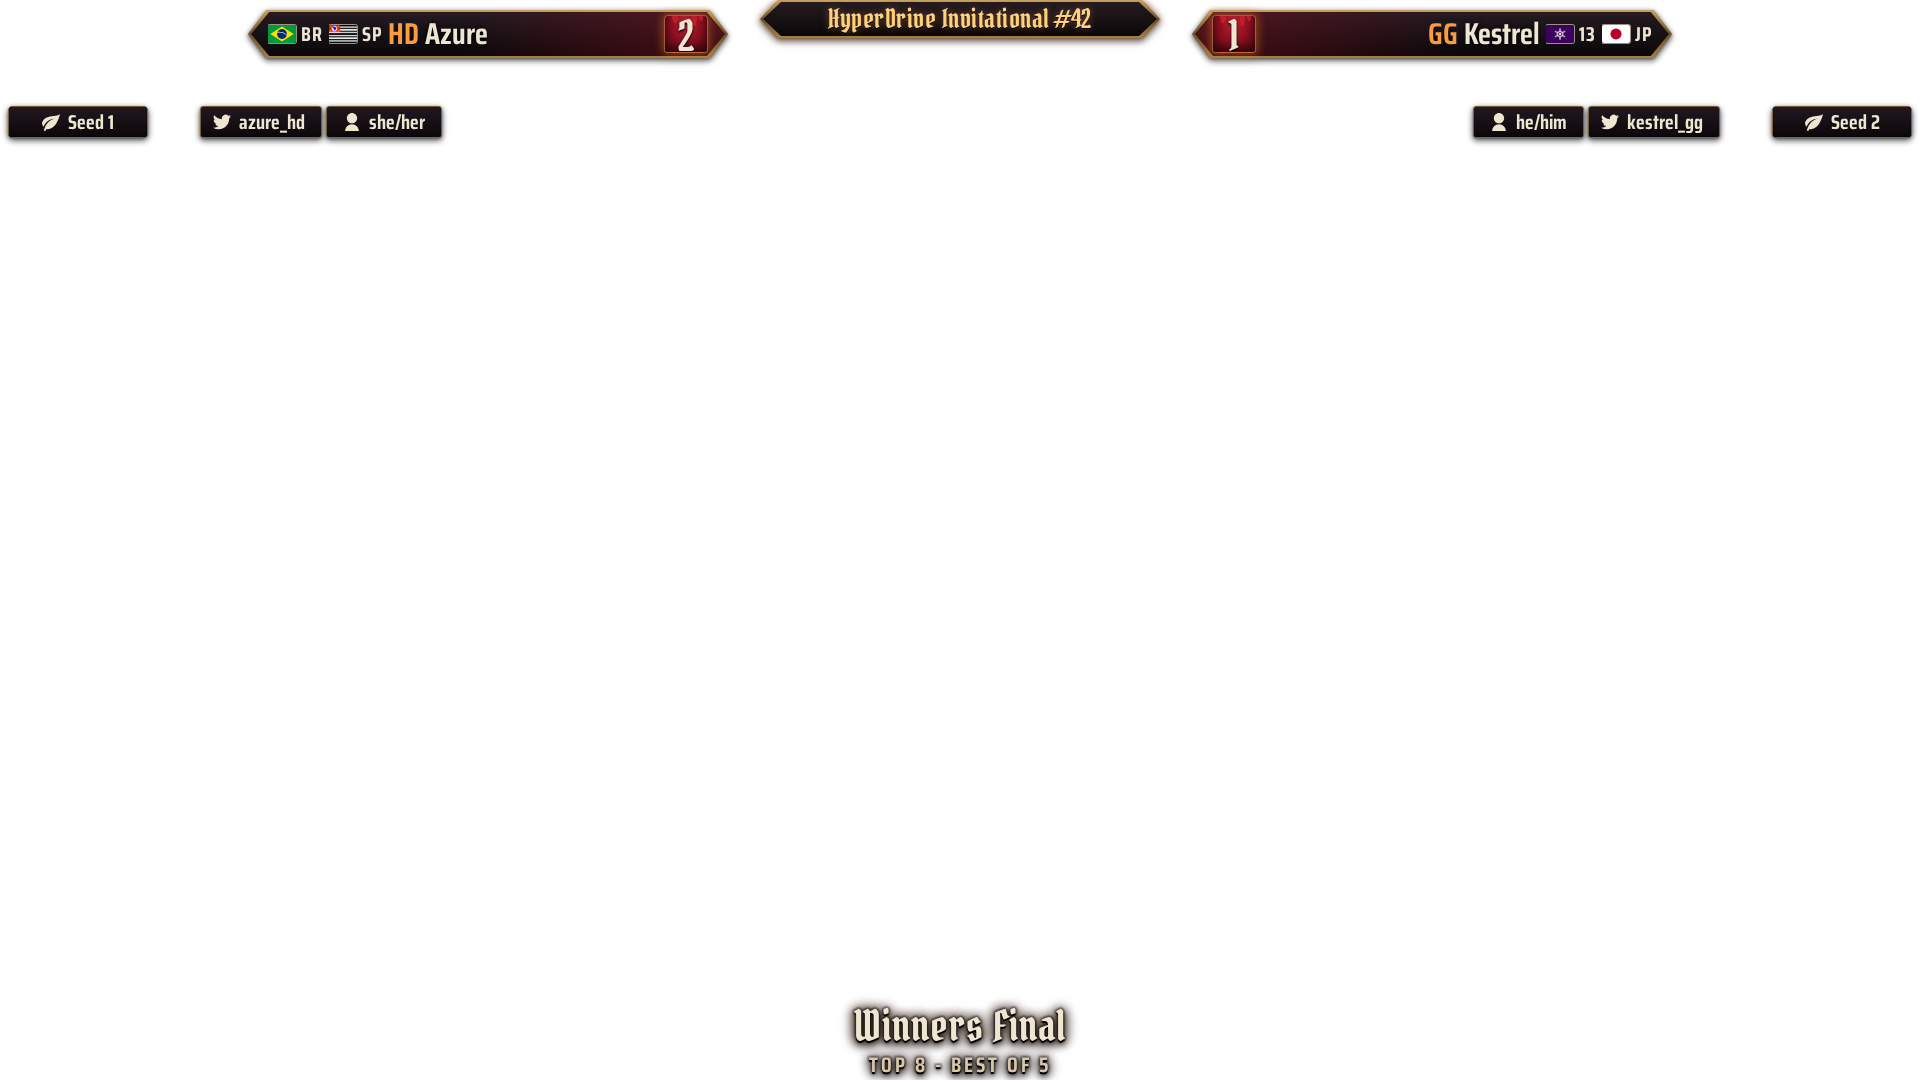 BR SP HD Azure 2
HyperDrive Invitational #42
1 GG Kestrel 13 JP
Seed 1
azure_hd
she/her
he/him
kestrel_gg
Seed 2
Winners Final
TOP 8 - BEST OF 5